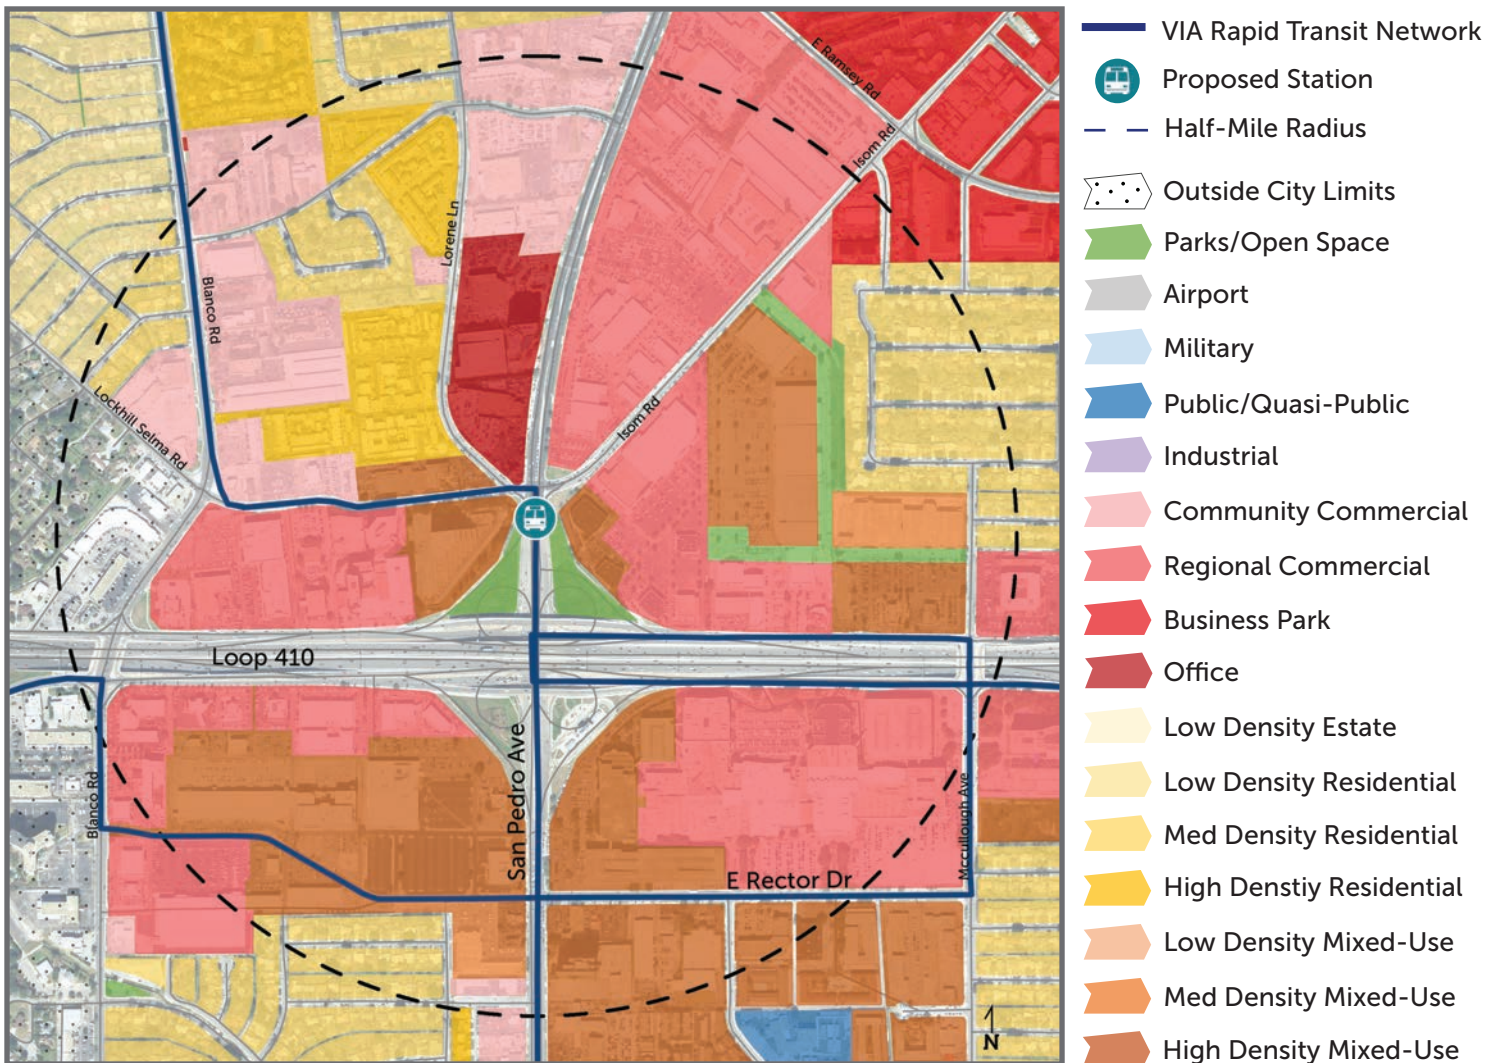 E Ramsey Rd
Isom Rd
Lorene Ln
Blanco Rd
Lockhill Selma Rd
Isom Rd
Loop 410
San Pedro Ave
Blanco Rd
Mccullough Ave
E Rector Dr
N
VIA Rapid Transit Network
Proposed Station
Half-Mile Radius
Outside City Limits
Parks/Open Space
Airport
Military
Public/Quasi-Public
Industrial
Community Commercial
Regional Commercial
Business Park
Office
Low Density Estate
Low Density Residential
Med Density Residential
High Denstiy Residential
Low Density Mixed-Use
Med Density Mixed-Use
High Density Mixed-Use